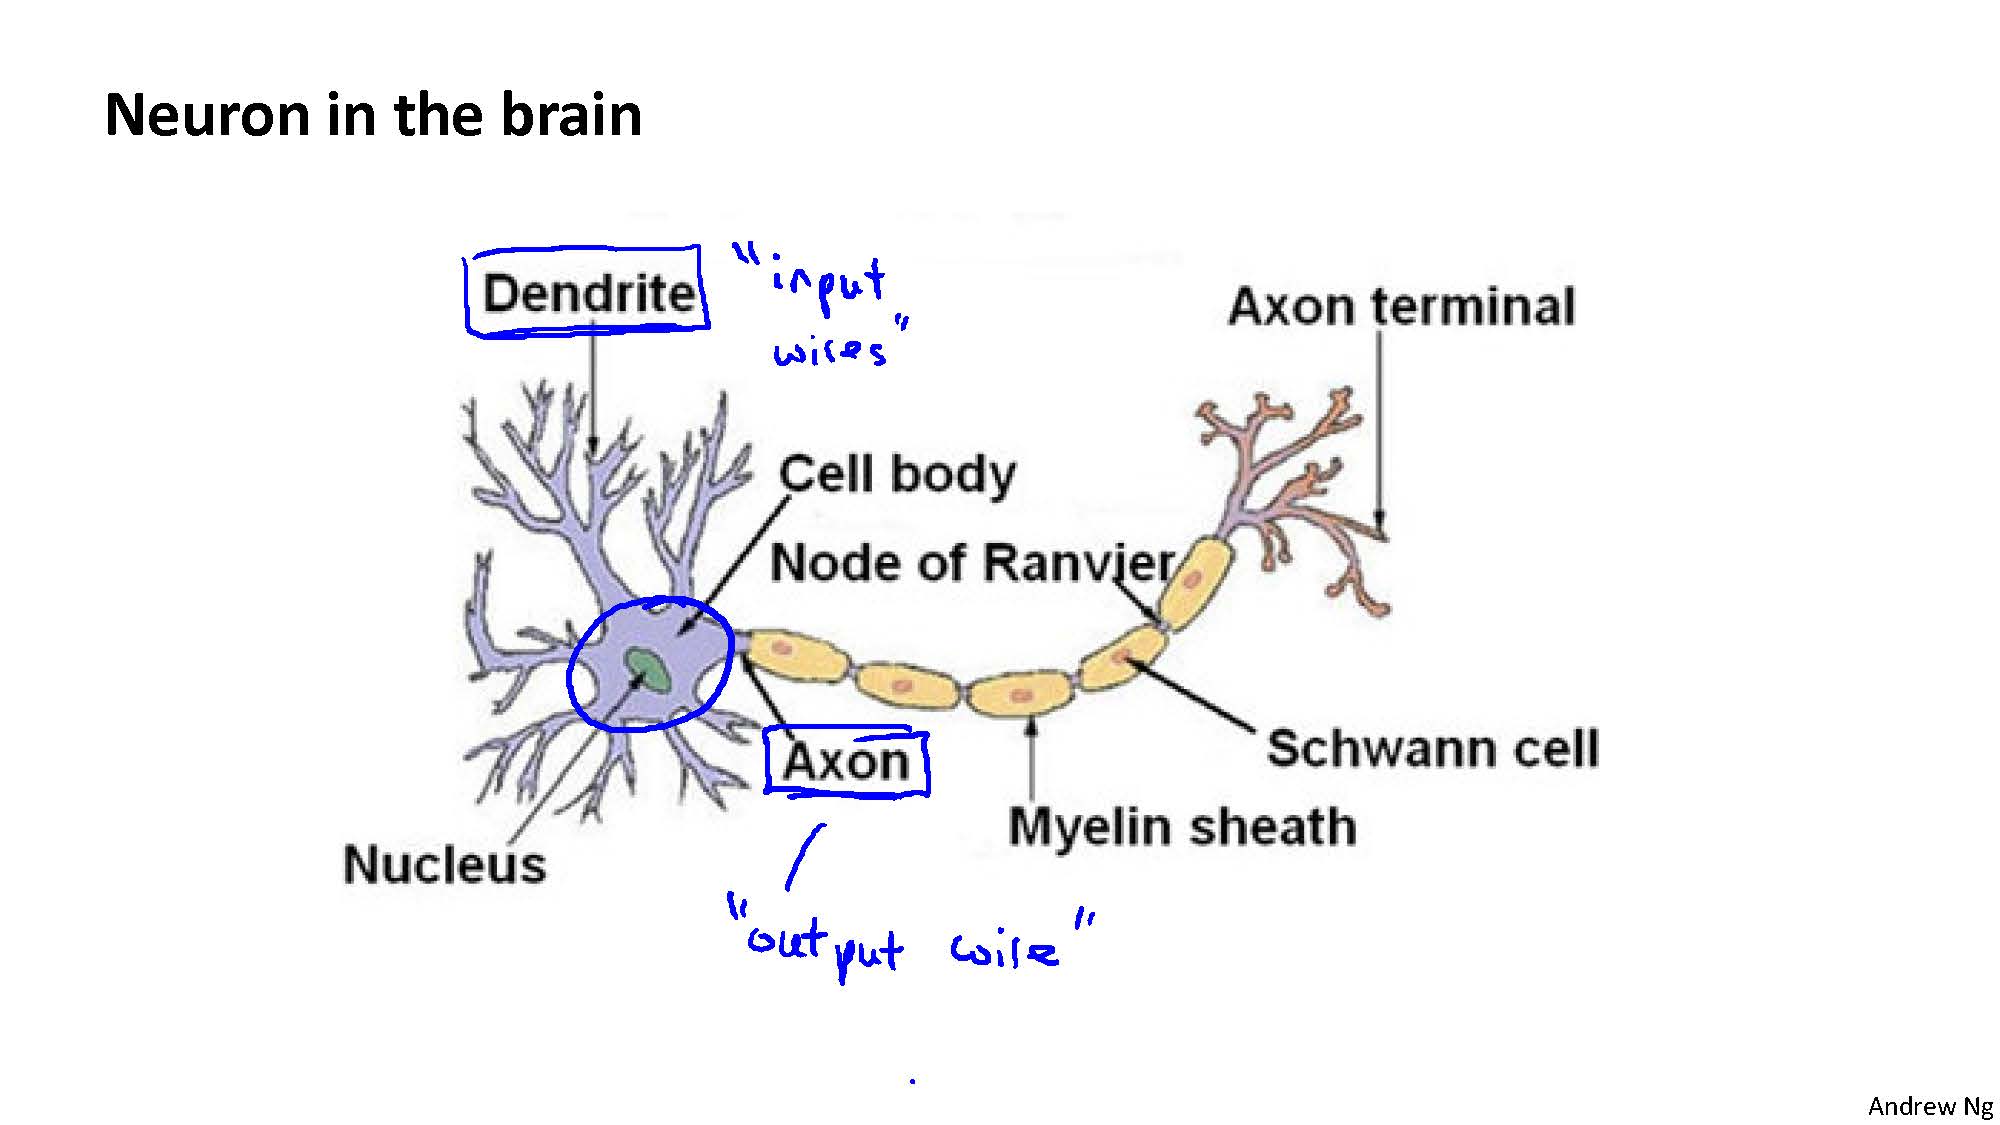 Neuron in the brain
Dendrite
"input
wires"
Axon terminal
Cell body
Node of Ranvier
Axon
Schwann cell
Myelin sheath
Nucleus
"output wire"
Andrew Ng